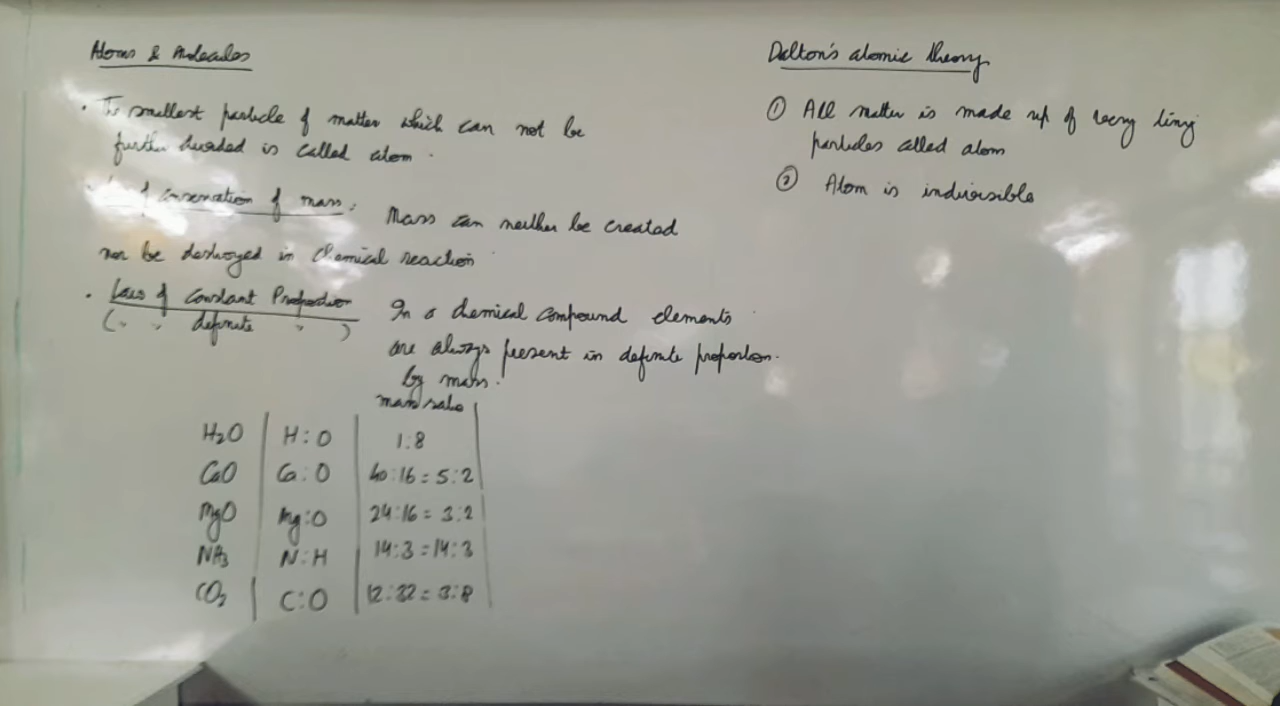 Atoms & Molecules
• The smallest particle of matter which can not be
further divided is called atom.
of conservation of mass: Mass can neither be created
nor be destroyed in chemical reaction
• Law of Constant Proportion In a chemical compound elements
(" " definite " ) are always present in definite proportion.
by mass.
mass ratio
H₂O | H:O | 1:8
CaO | Ca:O | 40:16 = 5:2
MgO | Mg:O | 24:16 = 3:2
NH₃ | N:H | 14:3 = 14:3
CO₂ | C:O | 12:32 = 3:8
Dalton's atomic theory
① All matter is made up of very tiny
particles called atom
② Atom is indivisible